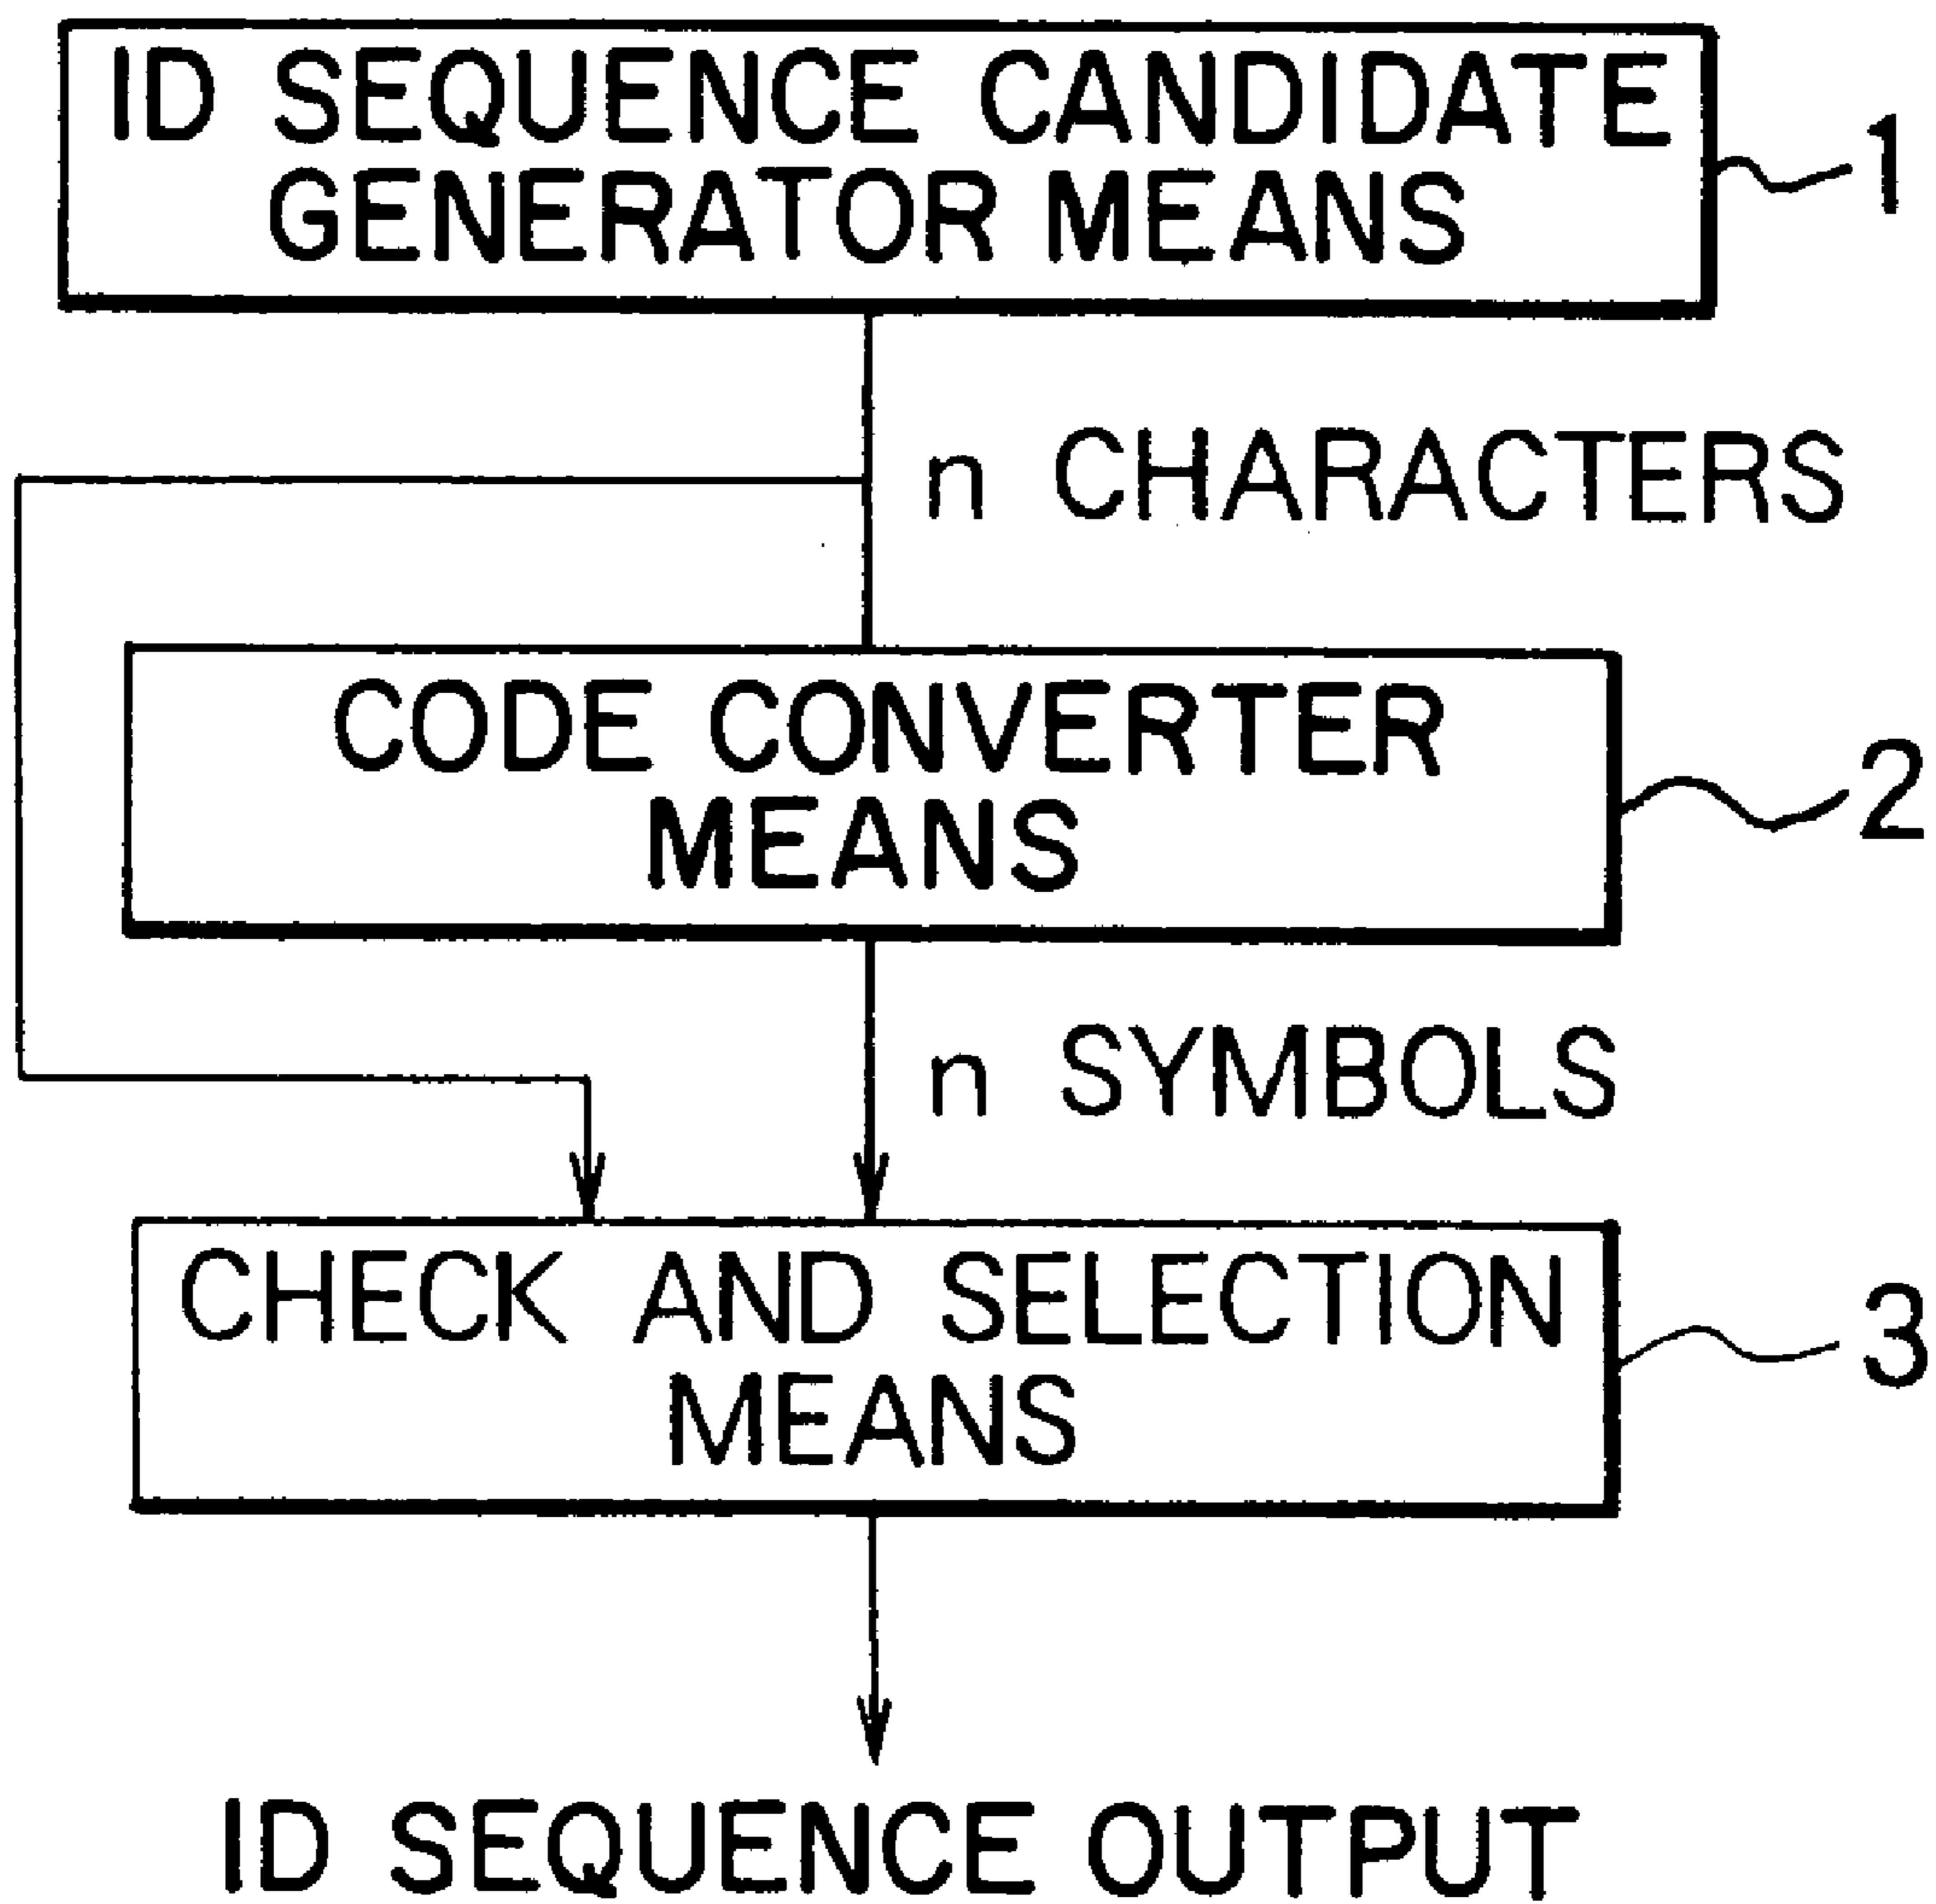 ID SEQUENCE CANDIDATE
GENERATOR MEANS
1
n CHARACTERS
CODE CONVERTER
MEANS
2
n SYMBOLS
CHECK AND SELECTION
MEANS
3
ID SEQUENCE OUTPUT